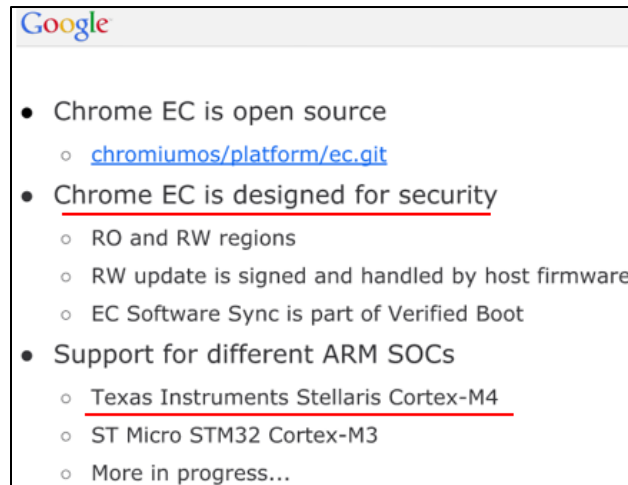 Google
● Chrome EC is open source
○ chromiumos/platform/ec.git
● Chrome EC is designed for security
○ RO and RW regions
○ RW update is signed and handled by host firmware
○ EC Software Sync is part of Verified Boot
● Support for different ARM SOCs
○ Texas Instruments Stellaris Cortex-M4
○ ST Micro STM32 Cortex-M3
○ More in progress...